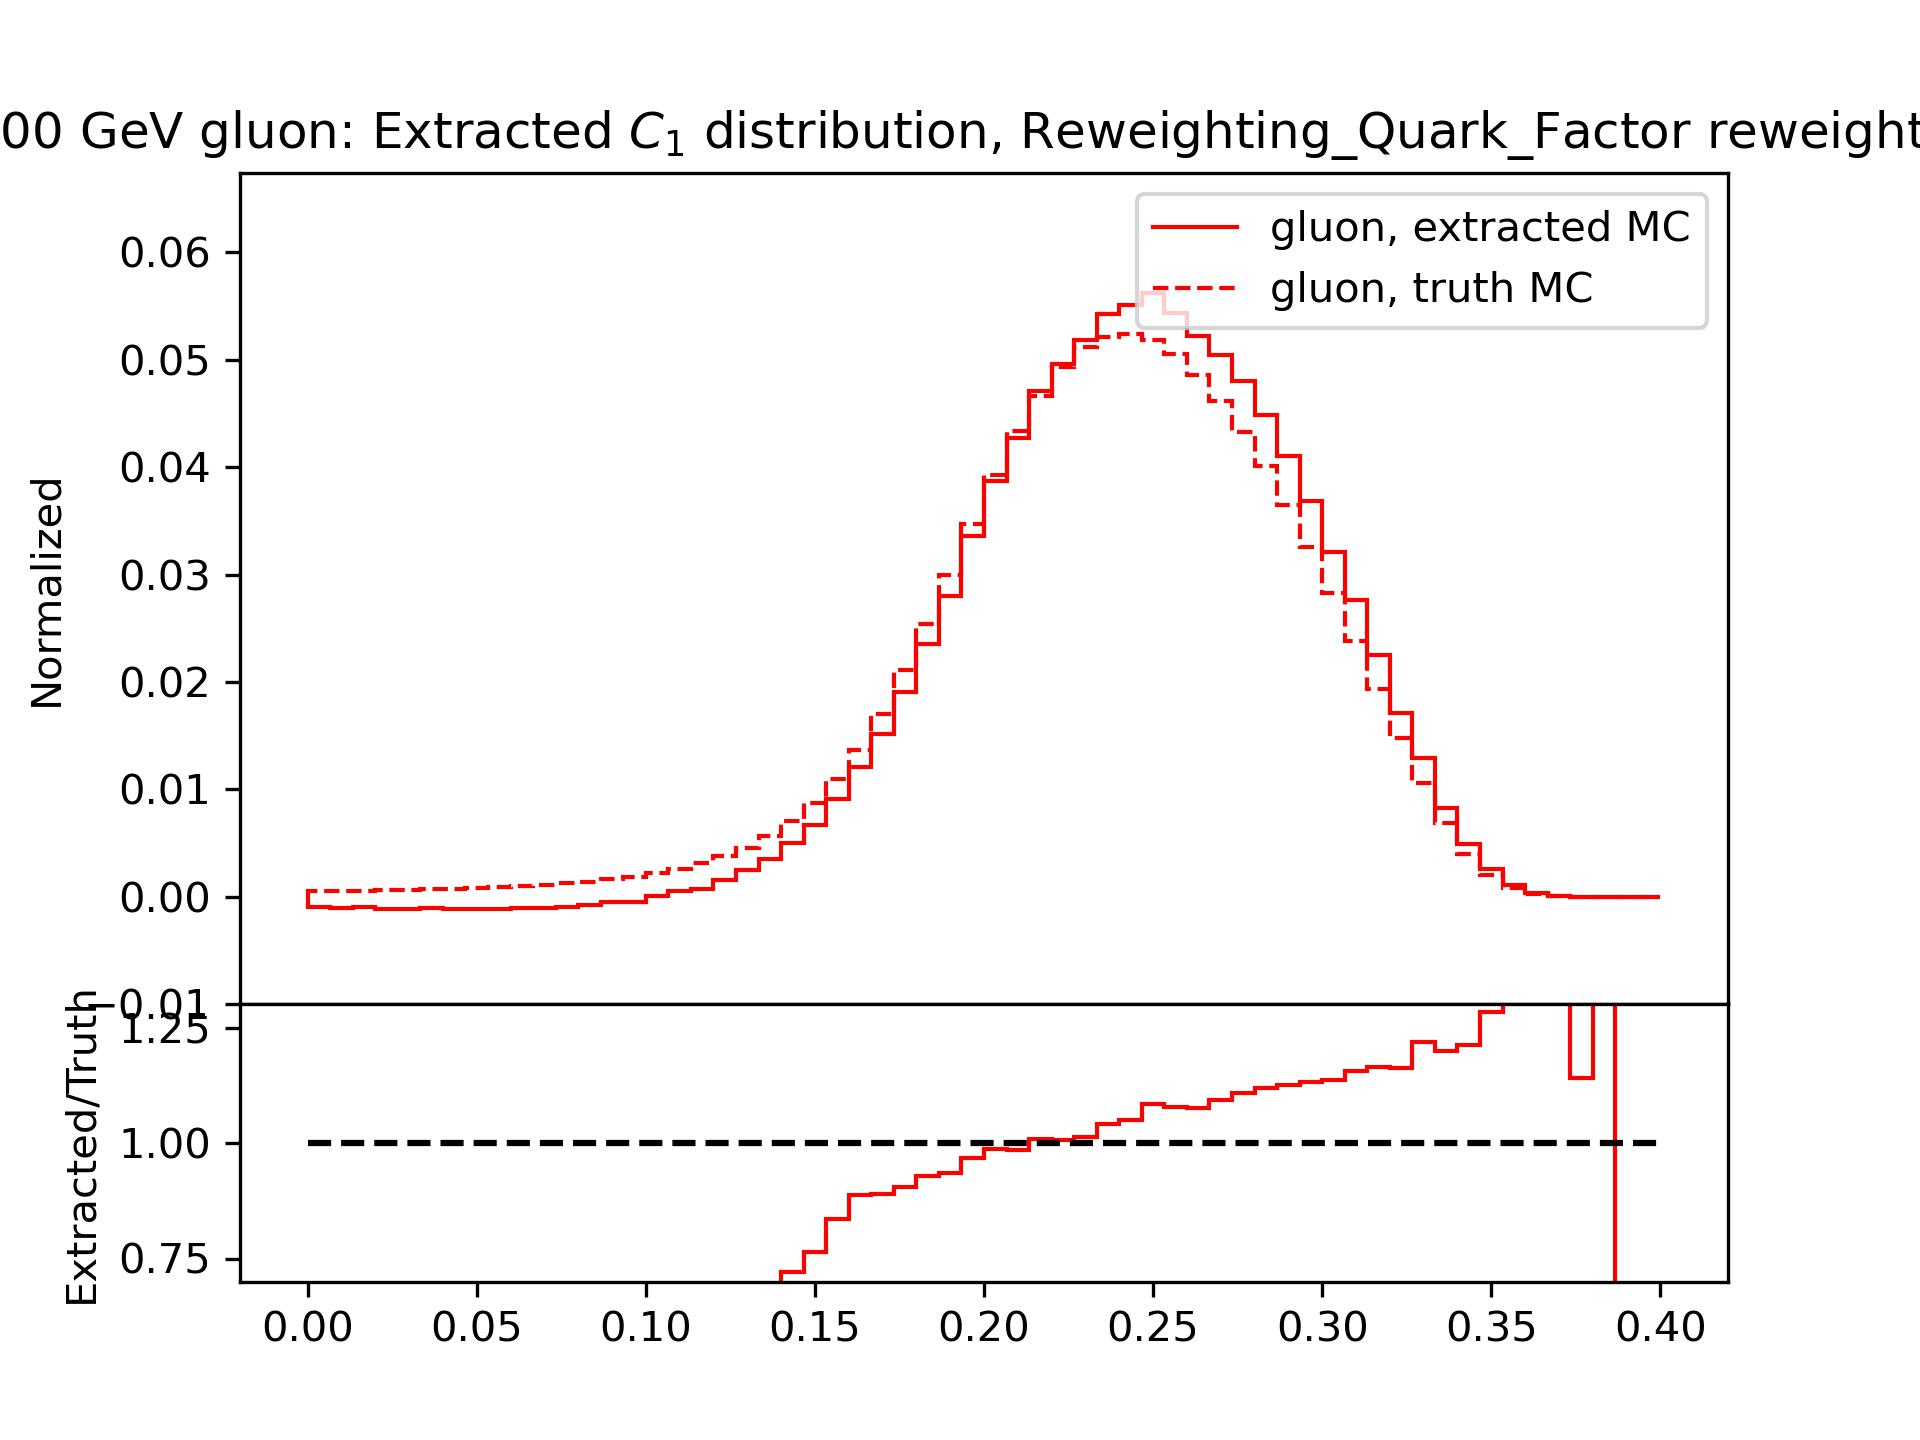 00 GeV gluon: Extracted C₁ distribution, Reweighting_Quark_Factor reweight
gluon, extracted MC
gluon, truth MC
Normalized
0.06
0.05
0.04
0.03
0.02
0.01
0.00
−0.01
Extracted/Truth
1.25
1.00
0.75
0.00 0.05 0.10 0.15 0.20 0.25 0.30 0.35 0.40